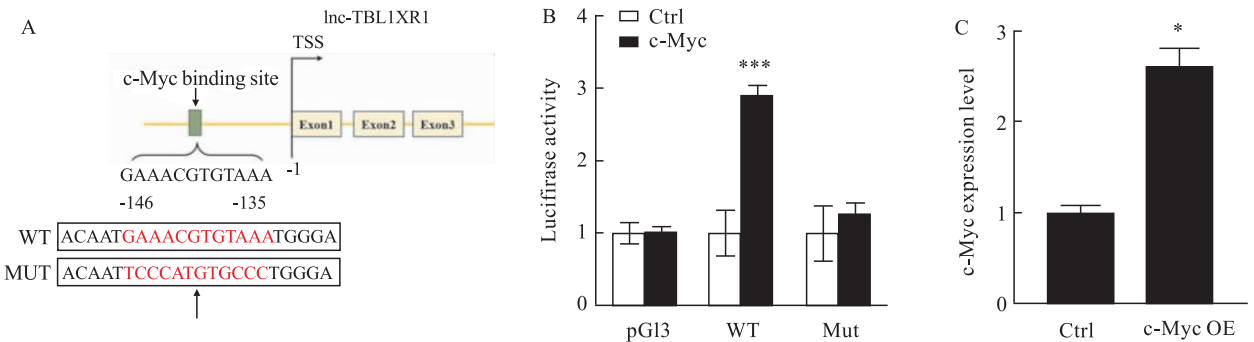 A
lnc-TBL1XR1
TSS
c-Myc binding site
Exon1 Exon2 Exon3
GAAACGTGTAAA
-1
-146 -135
WT ACAATGAAACGTGTAAATGGGA
MUT ACAATTCCCATGTGCCCTGGGA
B
Ctrl
c-Myc
***
Lucifirase activity
4
3
2
1
0
pGl3 WT Mut
C
*
c-Myc expression level
3
2
1
0
Ctrl c-Myc OE